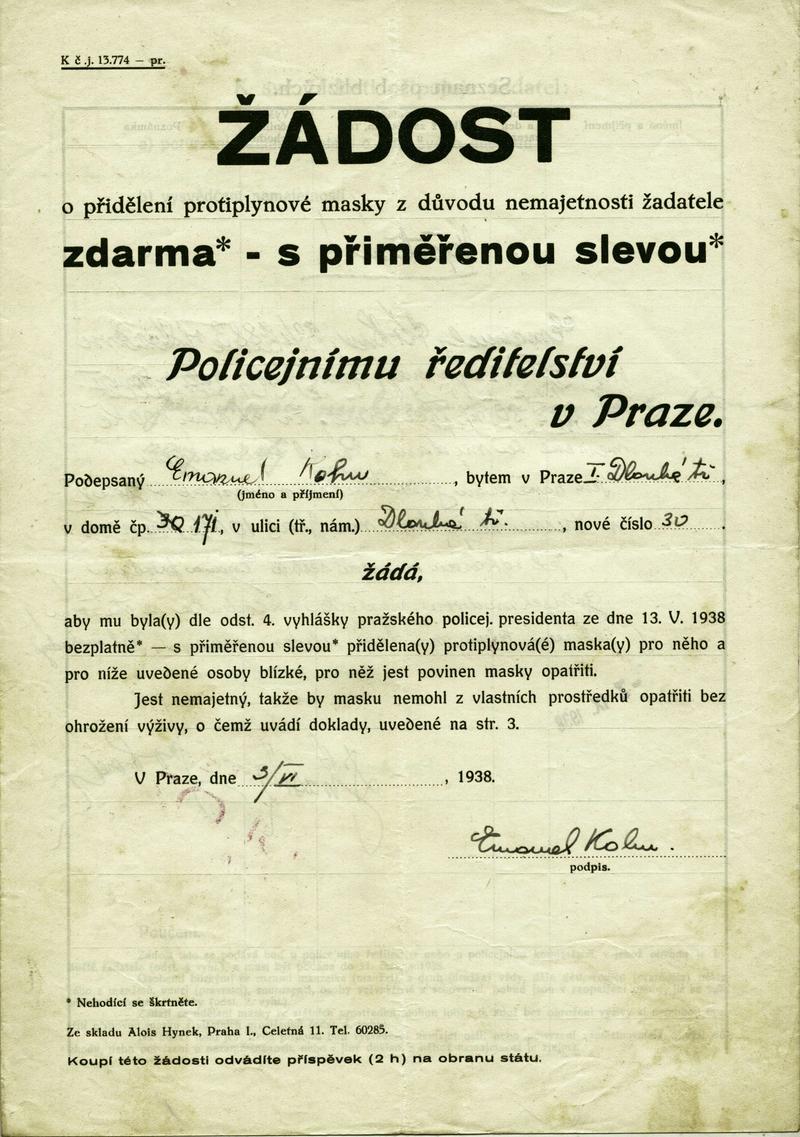 K č.j. 13.774 – pr.
ŽÁDOST
o přidělení protiplynové masky z důvodu nemajetnosti žadatele
zdarma* - s přiměřenou slevou*
Policejnímu ředitelství
v Praze.
Podepsaný Emanuel Kohn, bytem v Praze I. Dlouhá tř,
(jméno a příjmení)
v domě čp. 171, v ulici (tř., nám.) Dlouhá tř., nové číslo 30.
žádá,
aby mu byla(y) dle odst. 4. vyhlášky pražského policej. presidenta ze dne 13. V. 1938
bezplatně* — s přiměřenou slevou* přidělena(y) protiplynová(é) maska(y) pro něho a
pro níže uvedené osoby blízké, pro něž jest povinen masky opatřiti.
Jest nemajetný, takže by masku nemohl z vlastních prostředků opatřiti bez
ohrožení výživy, o čemž uvádí doklady, uvedené na str. 3.
V Praze, dne 3/VI, 1938.
Emanuel Kohn.
podpis.
* Nehodící se škrtněte.
Ze skladu Alois Hynek, Praha I., Celetná 11. Tel. 60285.
Koupí této žádosti odvádíte příspěvek (2 h) na obranu státu.